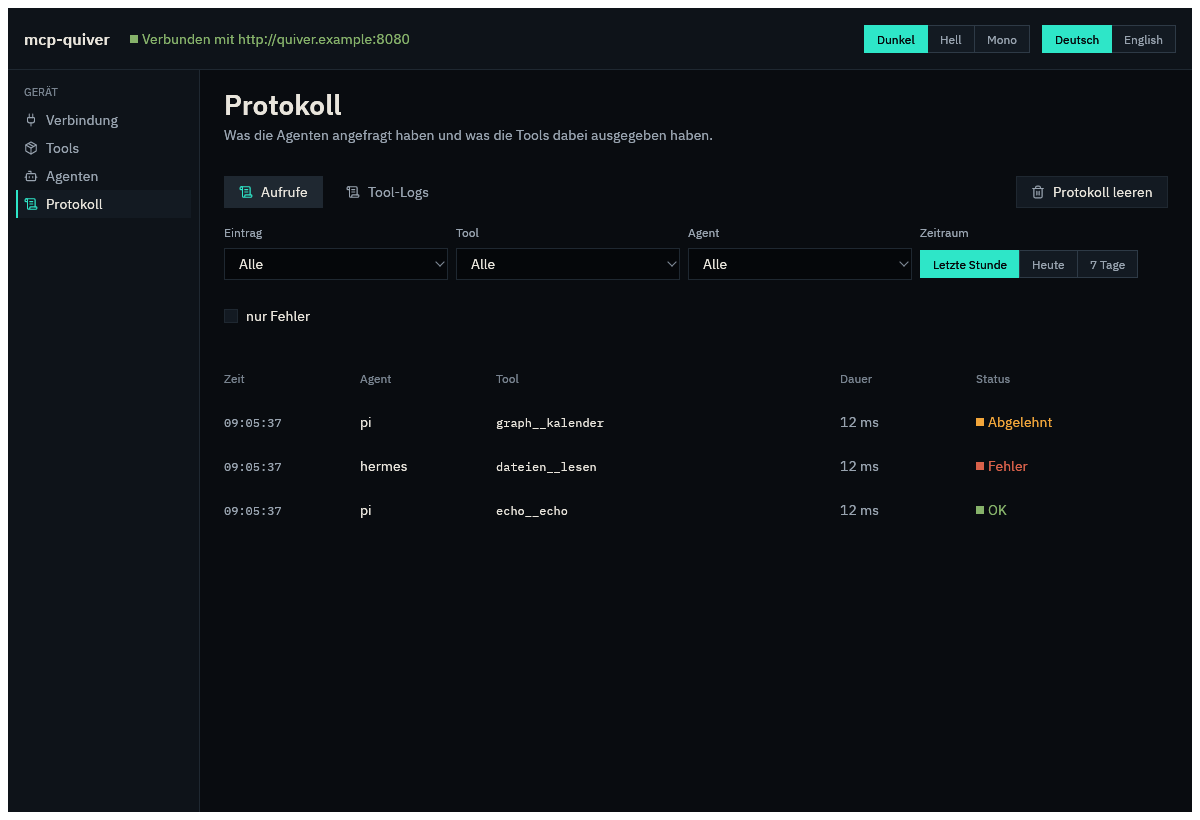 mcp-quiver
Verbunden mit http://quiver.example:8080
Dunkel Hell Mono
Deutsch English
GERÄT
Verbindung
Tools
Agenten
Protokoll
Protokoll
Was die Agenten angefragt haben und was die Tools dabei ausgegeben haben.
Aufrufe Tool-Logs
Protokoll leeren
Eintrag Tool Agent Zeitraum
Alle Alle Alle Letzte Stunde Heute 7 Tage
nur Fehler
Zeit Agent Tool Dauer Status
09:05:37 pi graph__kalender 12 ms Abgelehnt
09:05:37 hermes dateien__lesen 12 ms Fehler
09:05:37 pi echo__echo 12 ms OK